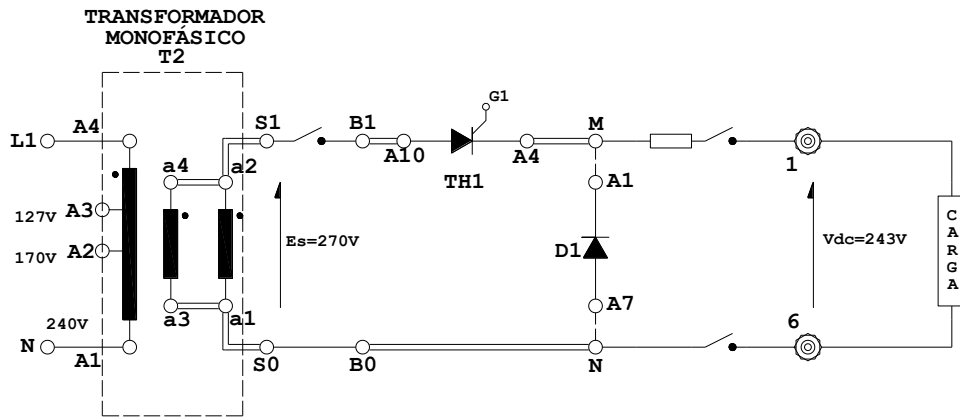 TRANSFORMADOR
MONOFÁSICO
T2
L1
A4
A3
127V
A2
170V
240V
N
A1
a4
a2
a3
a1
S1
S0
Es=270V
B1
B0
A10
G1
TH1
A4
M
A1
D1
A7
N
1
Vdc=243V
6
CARGA